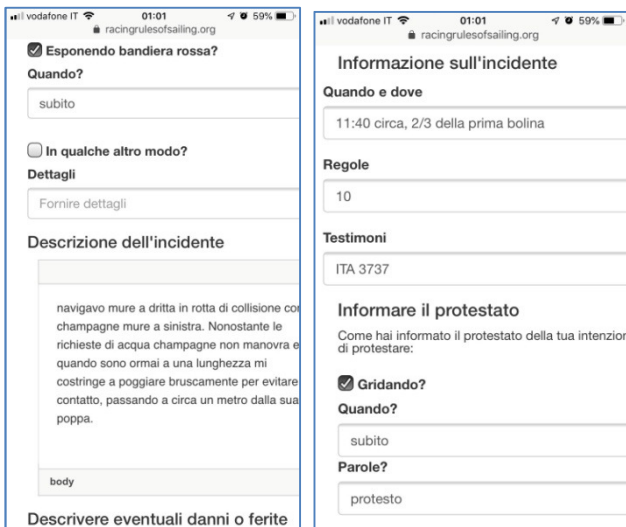 vodafone IT 01:01 59%
racingrulesofsailing.org
Esponendo bandiera rossa?
Quando?
subito
In qualche altro modo?
Dettagli
Fornire dettagli
Descrizione dell'incidente
navigavo mure a dritta in rotta di collisione
champagne mure a sinistra. Nonostante le
richieste di acqua champagne non manovra e
quando sono ormai a una lunghezza mi
costringe a poggiare bruscamente per evitare
contatto, passando a circa un metro dalla sua
poppa.
body
Descrivere eventuali danni o ferite
vodafone IT 01:01 59%
racingrulesofsailing.org
Informazione sull'incidente
Quando e dove
11:40 circa, 2/3 della prima bolina
Regole
10
Testimoni
ITA 3737
Informare il protestato
Come hai informato il protestato della tua
di protestare:
Gridando?
Quando?
subito
Parole?
protesto